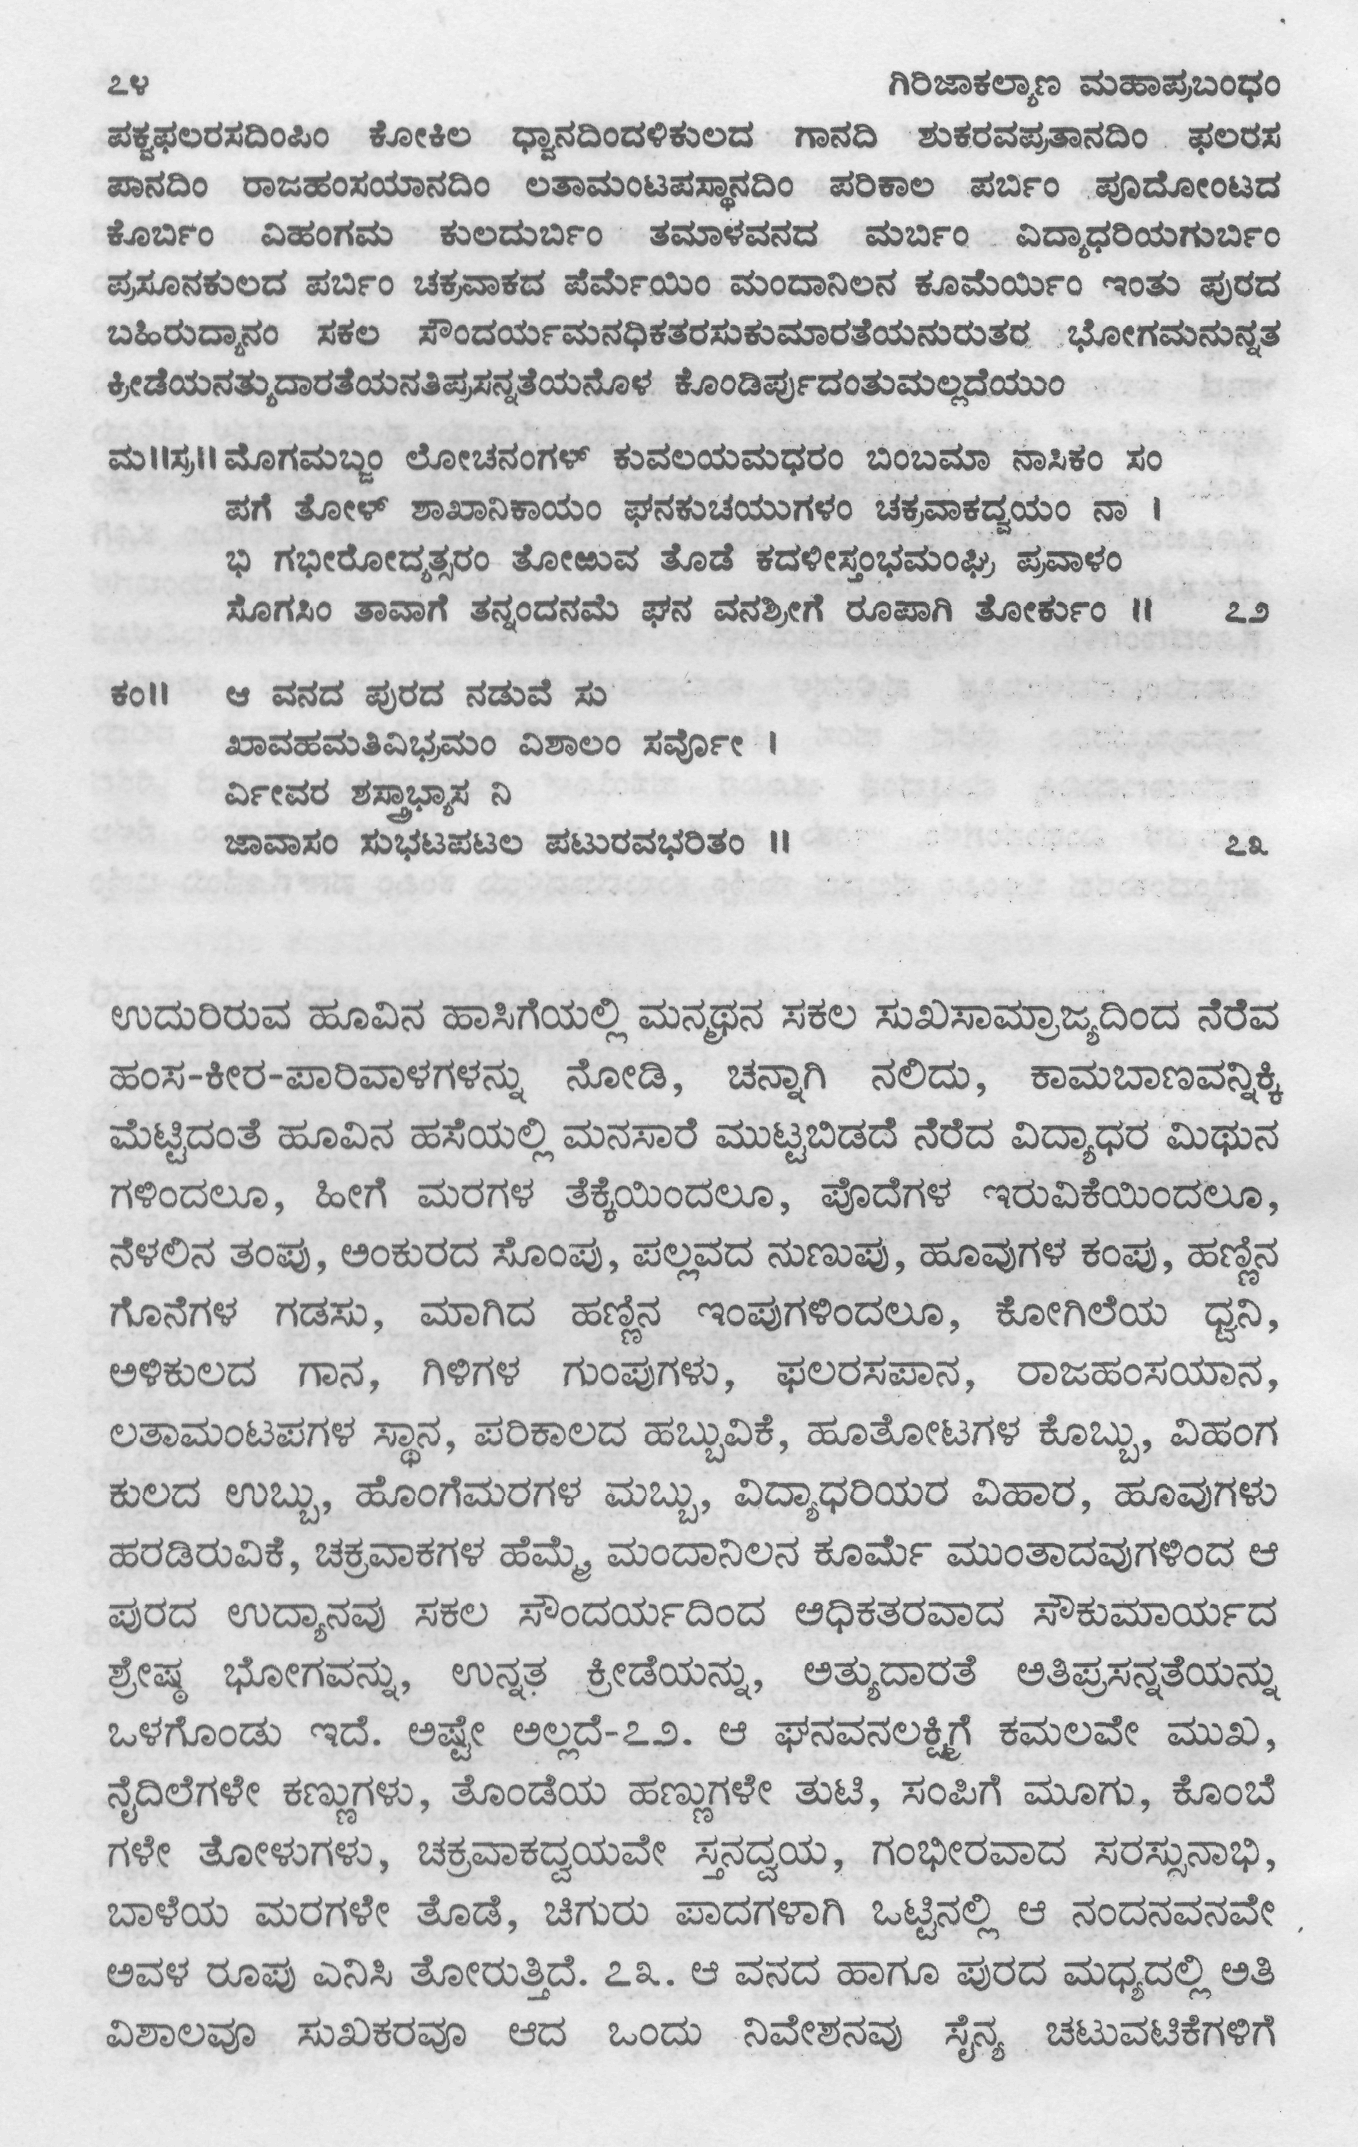 ೭೪ ಗಿರಿಜಾಕಲ್ಯಾಣ ಮಹಾಪ್ರಬಂಧಂ
ಪಕ್ವಫಲರಸದಿಂಪಿಂ ಕೋಕಿಲ ಧ್ವಾನದಿಂದಳಿಕುಲದ ಗಾನದಿ ಶುಕರವಪ್ರತಾನದಿಂ ಫಲರಸ
ಪಾನದಿಂ ರಾಜಹಂಸಯಾನದಿಂ ಲತಾಮಂಟಪಸ್ಥಾನದಿಂ ಪರಿಕಾಲ ಪರ್ಬಿಂ ಪೂದೋಂಟದ
ಕೊರ್ಬಿಂ ವಿಹಂಗಮ ಕುಲದುರ್ಬಿಂ ತಮಾಳವನದ ಮರ್ಬಿಂ ವಿದ್ಯಾಧರಿಯಗುರ್ಬಿಂ
ಪ್ರಸೂನಕುಲದ ಪರ್ಬಿಂ ಚಕ್ರವಾಕದ ಪೆರ್ಮೆಯಿಂ ಮಂದಾನಿಲನ ಕೂರ್ಮೆಯಿಂ ಇಂತು ಪುರದ
ಬಹಿರುದ್ಯಾನಂ ಸಕಲ ಸೌಂದರ್ಯಮನಧಿಕತರಸುಕುಮಾರತೆಯನುರುತರ ಭೋಗಮನುನ್ನತ
ಕ್ರೀಡೆಯನತ್ಯುದಾರತೆಯನತಿಪ್ರಸನ್ನತೆಯನೊಳ ಕೊಂಡಿರ್ಪುದಂತುಮಲ್ಲದೆಯುಂ
ಮ॥ಸ್ರ॥ ಮೊಗಮಬ್ಜಂ ಲೋಚನಂಗಳ್ ಕುವಲಯಮಧರಂ ಬಿಂಬಮಾ ನಾಸಿಕಂ ಸಂ
ಪಗೆ ತೋಳ್ ಶಾಖಾನಿಕಾಯಂ ಘನಕುಚಯುಗಳಂ ಚಕ್ರವಾಕದ್ವಯಂ ನಾ ।
ಭಿ ಗಭೀರೋದ್ಯತ್ಸರಂ ತೋಱುವ ತೊಡೆ ಕದಳೀಸ್ತಂಭಮಂಘ್ರಿ ಪ್ರವಾಳಂ
ಸೊಗಸಿಂ ತಾವಾಗೆ ತನ್ನಂದನಮೆ ಘನ ವನಶ್ರೀಗೆ ರೂಪಾಗಿ ತೋರ್ಕುಂ ॥ ೭೨
ಕಂ॥ ಆ ವನದ ಪುರದ ನಡುವೆ ಸು
ಖಾವಹಮತಿವಿಭ್ರಮಂ ವಿಶಾಲಂ ಸರ್ವೋ ।
ರ್ವೀವರ ಶಸ್ತ್ರಾಭ್ಯಾಸ ನಿ
ಜಾವಾಸಂ ಸುಭಟಪಟಲ ಪಟುರವಭರಿತಂ ॥ ೭೩
ಉದುರಿರುವ ಹೂವಿನ ಹಾಸಿಗೆಯಲ್ಲಿ ಮನ್ಮಥನ ಸಕಲ ಸುಖಸಾಮ್ರಾಜ್ಯದಿಂದ ನೆರೆವ
ಹಂಸ-ಕೀರ-ಪಾರಿವಾಳಗಳನ್ನು ನೋಡಿ, ಚನ್ನಾಗಿ ನಲಿದು, ಕಾಮಬಾಣವನ್ನಿಕ್ಕಿ
ಮೆಟ್ಟಿದಂತೆ ಹೂವಿನ ಹಸೆಯಲ್ಲಿ ಮನಸಾರೆ ಮುಟ್ಟಬಿಡದೆ ನೆರೆದ ವಿದ್ಯಾಧರ ಮಿಥುನ
ಗಳಿಂದಲೂ, ಹೀಗೆ ಮರಗಳ ತೆಕ್ಕೆಯಿಂದಲೂ, ಪೊದೆಗಳ ಇರುವಿಕೆಯಿಂದಲೂ,
ನೆಳಲಿನ ತಂಪು, ಅಂಕುರದ ಸೊಂಪು, ಪಲ್ಲವದ ನುಣುಪು, ಹೂವುಗಳ ಕಂಪು, ಹಣ್ಣಿನ
ಗೊನೆಗಳ ಗಡಸು, ಮಾಗಿದ ಹಣ್ಣಿನ ಇಂಪುಗಳಿಂದಲೂ, ಕೋಗಿಲೆಯ ಧ್ವನಿ,
ಅಳಿಕುಲದ ಗಾನ, ಗಿಳಿಗಳ ಗುಂಪುಗಳು, ಫಲರಸಪಾನ, ರಾಜಹಂಸಯಾನ,
ಲತಾಮಂಟಪಗಳ ಸ್ಥಾನ, ಪರಿಕಾಲದ ಹಬ್ಬುವಿಕೆ, ಹೂತೋಟಗಳ ಕೊಬ್ಬು, ವಿಹಂಗ
ಕುಲದ ಉಬ್ಬು, ಹೊಂಗೆಮರಗಳ ಮಬ್ಬು, ವಿದ್ಯಾಧರಿಯರ ವಿಹಾರ, ಹೂವುಗಳು
ಹರಡಿರುವಿಕೆ, ಚಕ್ರವಾಕಗಳ ಹೆಮ್ಮೆ, ಮಂದಾನಿಲನ ಕೂರ್ಮೆ ಮುಂತಾದವುಗಳಿಂದ ಆ
ಪುರದ ಉದ್ಯಾನವು ಸಕಲ ಸೌಂದರ್ಯದಿಂದ ಅಧಿಕತರವಾದ ಸೌಕುಮಾರ್ಯದ
ಶ್ರೇಷ್ಠ ಭೋಗವನ್ನು, ಉನ್ನತ ಕ್ರೀಡೆಯನ್ನು, ಅತ್ಯುದಾರತೆ ಅತಿಪ್ರಸನ್ನತೆಯನ್ನು
ಒಳಗೊಂಡು ಇದೆ. ಅಷ್ಟೇ ಅಲ್ಲದೆ-೭೨. ಆ ಘನವನಲಕ್ಷ್ಮಿಗೆ ಕಮಲವೇ ಮುಖ,
ನೈದಿಲೆಗಳೇ ಕಣ್ಣುಗಳು, ತೊಂಡೆಯ ಹಣ್ಣುಗಳೇ ತುಟಿ, ಸಂಪಿಗೆ ಮೂಗು, ಕೊಂಬೆ
ಗಳೇ ತೋಳುಗಳು, ಚಕ್ರವಾಕದ್ವಯವೇ ಸ್ತನದ್ವಯ, ಗಂಭೀರವಾದ ಸರಸ್ಸುನಾಭಿ,
ಬಾಳೆಯ ಮರಗಳೇ ತೊಡೆ, ಚಿಗುರು ಪಾದಗಳಾಗಿ ಒಟ್ಟಿನಲ್ಲಿ ಆ ನಂದನವನವೇ
ಅವಳ ರೂಪು ಎನಿಸಿ ತೋರುತ್ತಿದೆ. ೭೩. ಆ ವನದ ಹಾಗೂ ಪುರದ ಮಧ್ಯದಲ್ಲಿ ಅತಿ
ವಿಶಾಲವೂ ಸುಖಕರವೂ ಆದ ಒಂದು ನಿವೇಶನವು ಸೈನ್ಯ ಚಟುವಟಿಕೆಗಳಿಗೆ